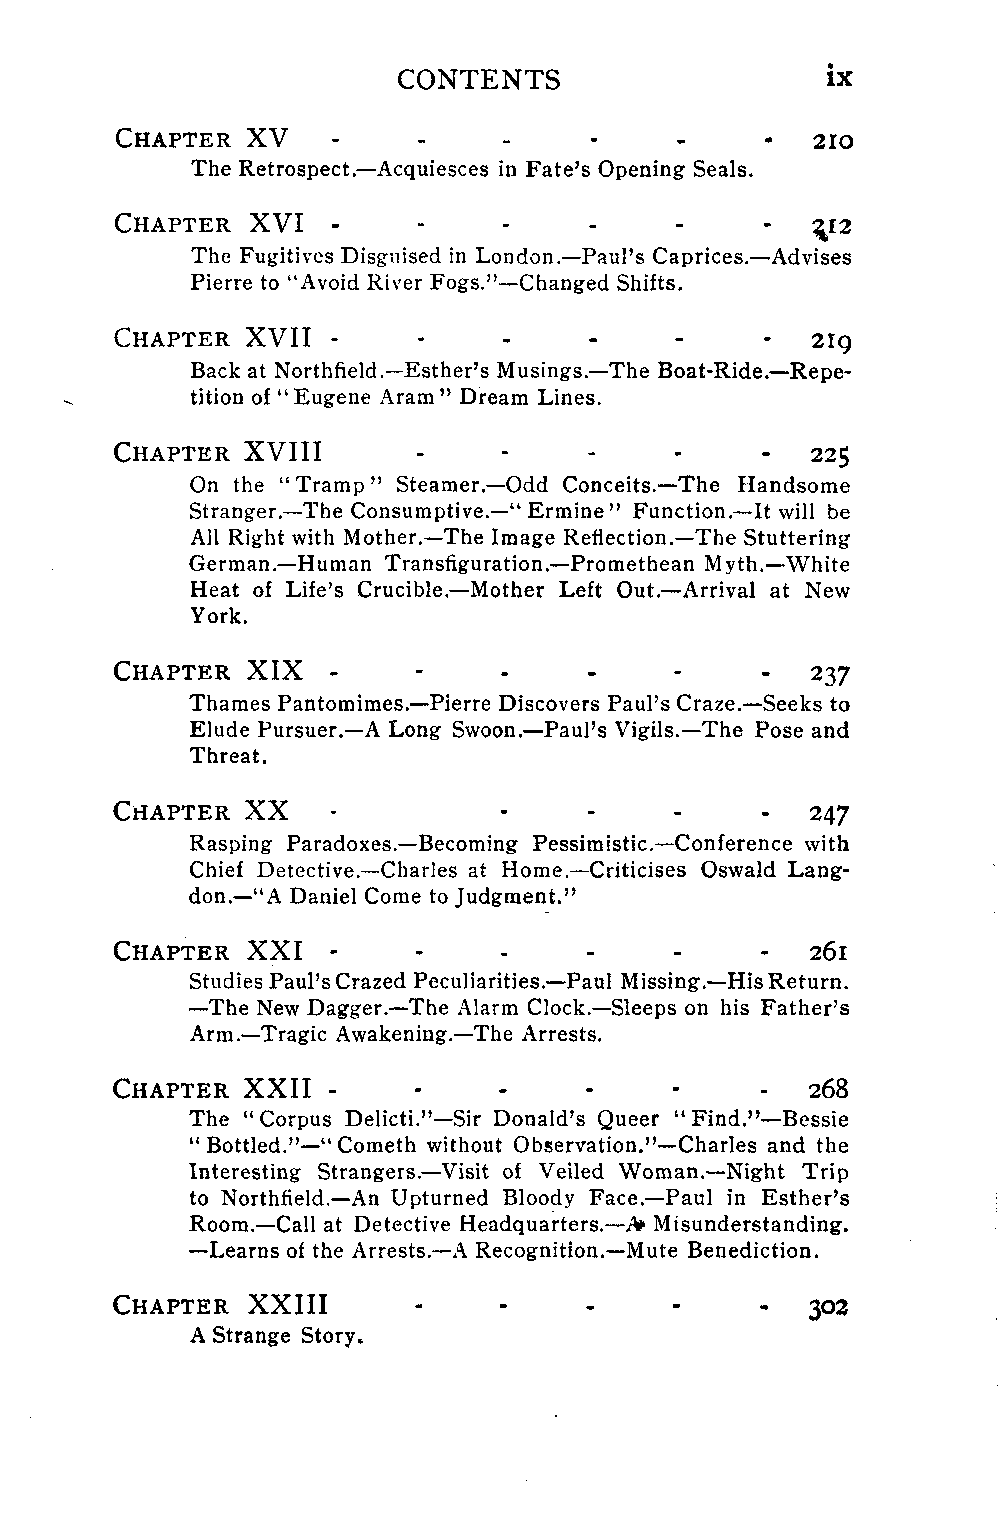 CONTENTS ix
CHAPTER XV - - - - - - 210
The Retrospect.—Acquiesces in Fate's Opening Seals.
CHAPTER XVI - - - - - - 212
The Fugitives Disguised in London.—Paul's Caprices.—Advises
Pierre to "Avoid River Fogs."—Changed Shifts.
CHAPTER XVII - - - - - - 219
Back at Northfield.—Esther's Musings.—The Boat-Ride.—Repe-
tition of "Eugene Aram" Dream Lines.
CHAPTER XVIII - - - - - 225
On the "Tramp" Steamer.—Odd Conceits.—The Handsome
Stranger.—The Consumptive.—"Ermine" Function.—It will be
All Right with Mother.—The Image Reflection.—The Stuttering
German.—Human Transfiguration.—Promethean Myth.—White
Heat of Life's Crucible.—Mother Left Out.—Arrival at New
York.
CHAPTER XIX - - - - - - 237
Thames Pantomimes.—Pierre Discovers Paul's Craze.—Seeks to
Elude Pursuer.—A Long Swoon.—Paul's Vigils.—The Pose and
Threat.
CHAPTER XX - - - - - 247
Rasping Paradoxes.—Becoming Pessimistic.—Conference with
Chief Detective.—Charles at Home.—Criticises Oswald Lang-
don.—"A Daniel Come to Judgment."
CHAPTER XXI - - - - - - 261
Studies Paul's Crazed Peculiarities.—Paul Missing.—His Return.
—The New Dagger.—The Alarm Clock.—Sleeps on his Father's
Arm.—Tragic Awakening.—The Arrests.
CHAPTER XXII - - - - - - 268
The "Corpus Delicti."—Sir Donald's Queer "Find."—Bessie
"Bottled."—"Cometh without Observation."—Charles and the
Interesting Strangers.—Visit of Veiled Woman.—Night Trip
to Northfield.—An Upturned Bloody Face.—Paul in Esther's
Room.—Call at Detective Headquarters.—A Misunderstanding.
—Learns of the Arrests.—A Recognition.—Mute Benediction.
CHAPTER XXIII - - - - - 302
A Strange Story.